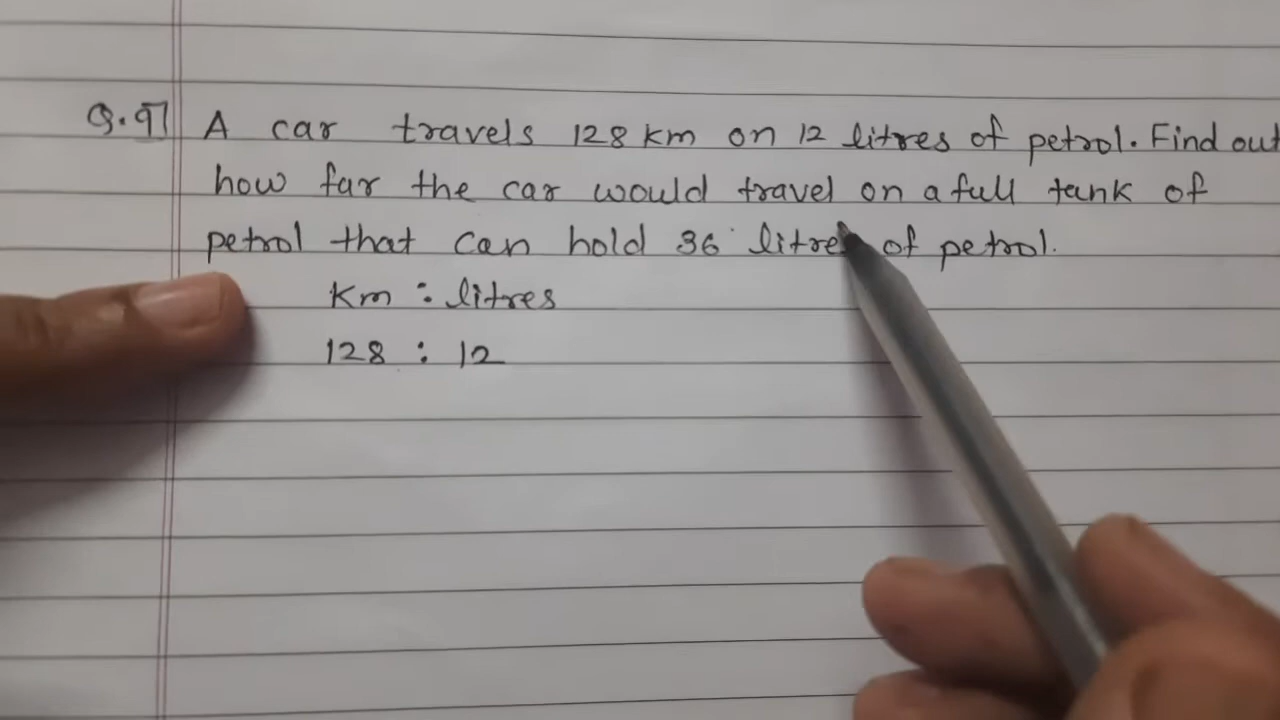 Q.97 A car travels 128 km on 12 litres of petrol. Find out
how far the car would travel on a full tank of
petrol that can hold 36 litres of petrol.
Km : litres
128 : 12